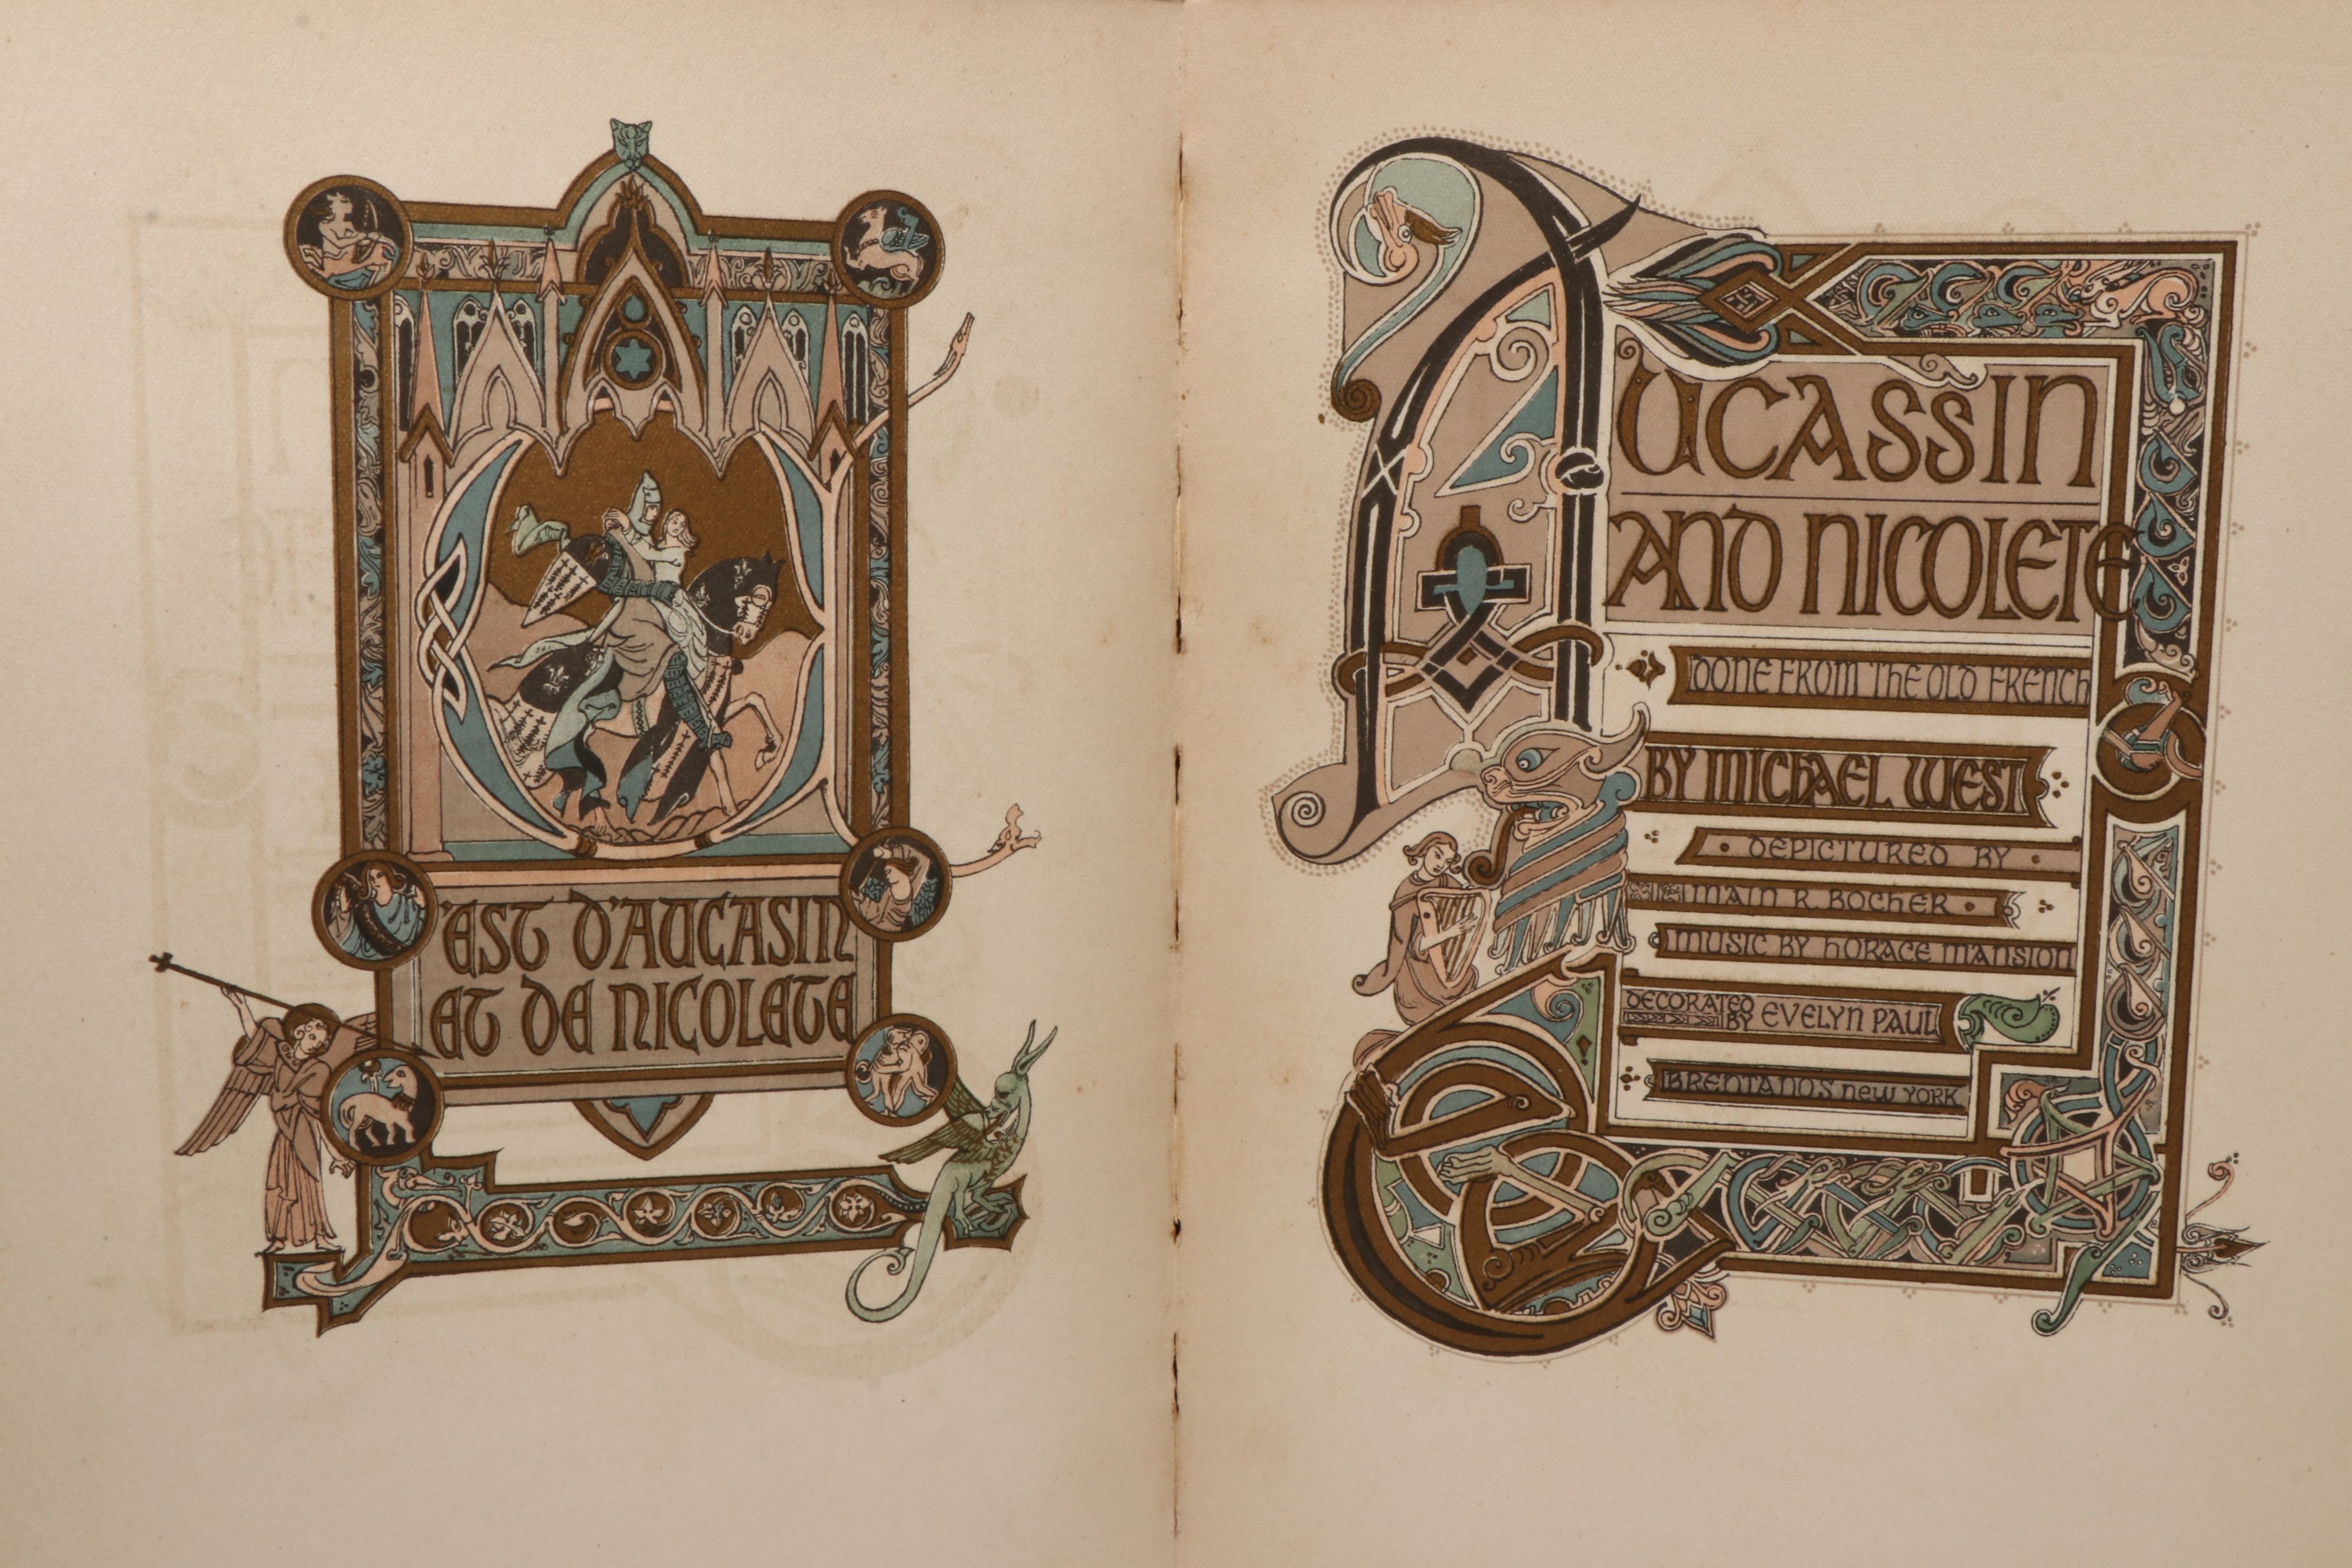 C'EST D'AUCASIN
ET DE NICOLETE
AUCASSIN
AND NICOLETE
DONE FROM THE OLD FRENCH
BY MICHAEL WEST
DEPICTURED BY
MAIN R. BOCHER
MUSIC BY HORACE MANSION
DECORATED
BY EVELYN PAUL
BRENTANO.S NEW YORK